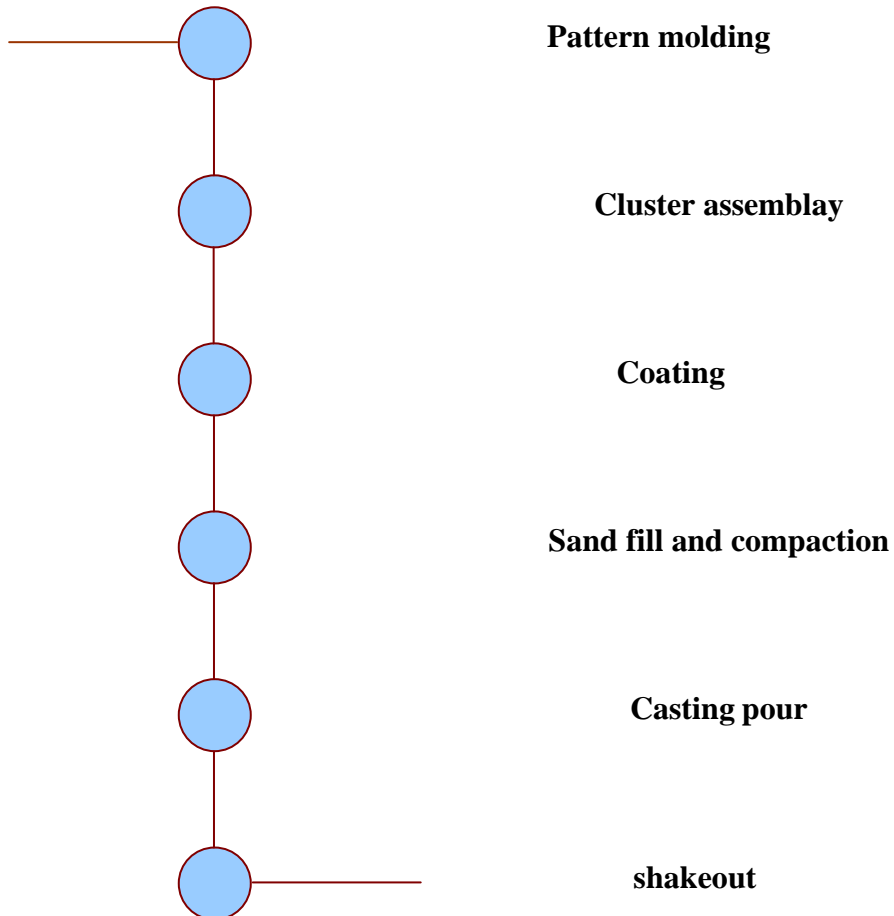 Pattern molding
Cluster assemblay
Coating
Sand fill and compaction
Casting pour
shakeout